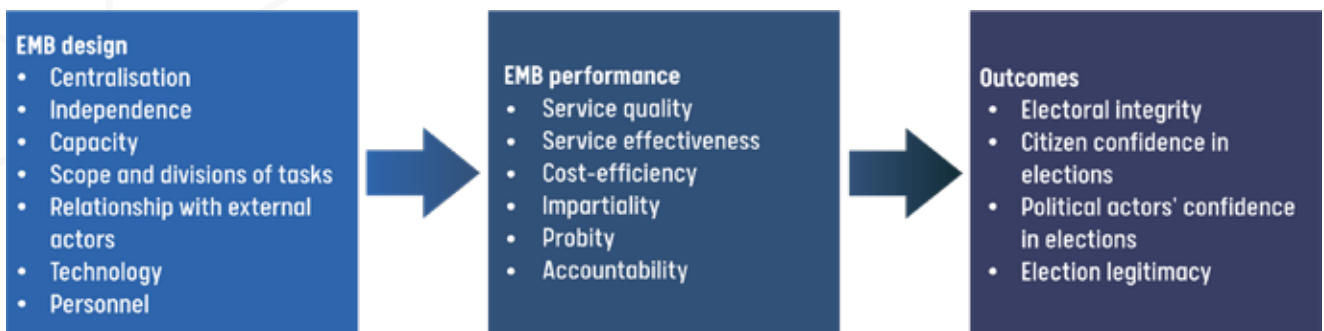 EMB design
• Centralisation
• Independence
• Capacity
• Scope and divisions of tasks
• Relationship with external
actors
• Technology
• Personnel
EMB performance
• Service quality
• Service effectiveness
• Cost-efficiency
• Impartiality
• Probity
• Accountability
Outcomes
• Electoral integrity
• Citizen confidence in
elections
• Political actors' confidence
in elections
• Election legitimacy